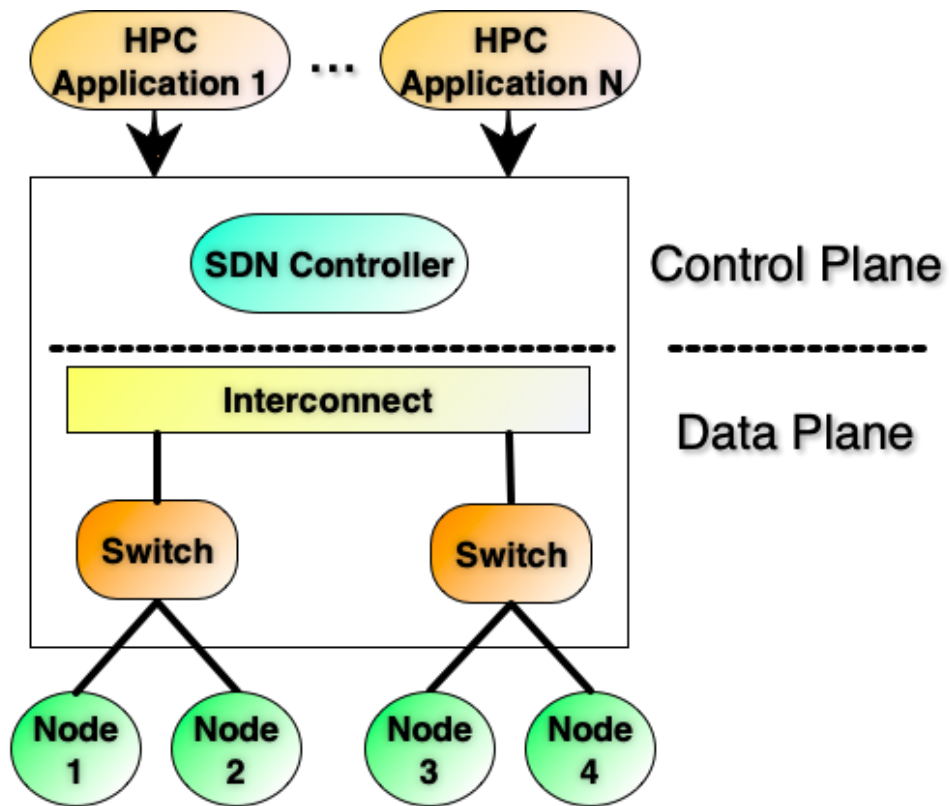 HPC
Application 1
...
HPC
Application N
SDN Controller
Control Plane
Interconnect
Data Plane
Switch
Switch
Node
1
Node
2
Node
3
Node
4